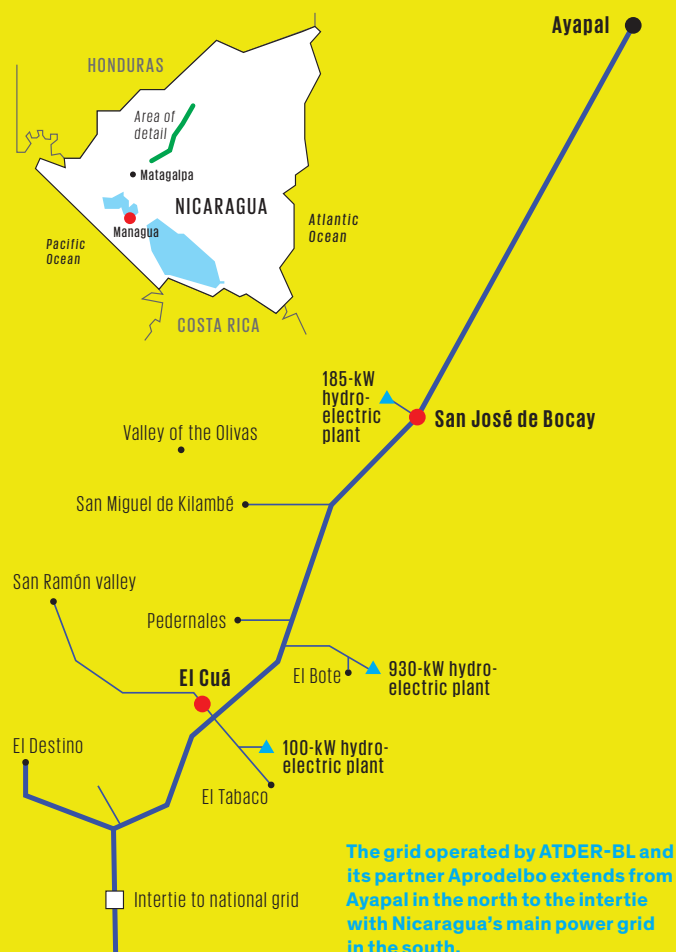 Ayapal
HONDURAS
Area of
detail
Matagalpa
NICARAGUA
Managua
Atlantic
Ocean
Pacific
Ocean
COSTA RICA
185-kW
hydro-
electric
plant
San José de Bocay
Valley of the Olivas
San Miguel de Kilambé
San Ramón valley
Pedernales
El Cuá
El Bote
930-kW hydro-
electric plant
El Destino
100-kW hydro-
electric plant
El Tabaco
The grid operated by ATDER-BL and
its partner Aprodelbo extends from
Ayapal in the north to the intertie
with Nicaragua's main power grid
in the south.
Intertie to national grid